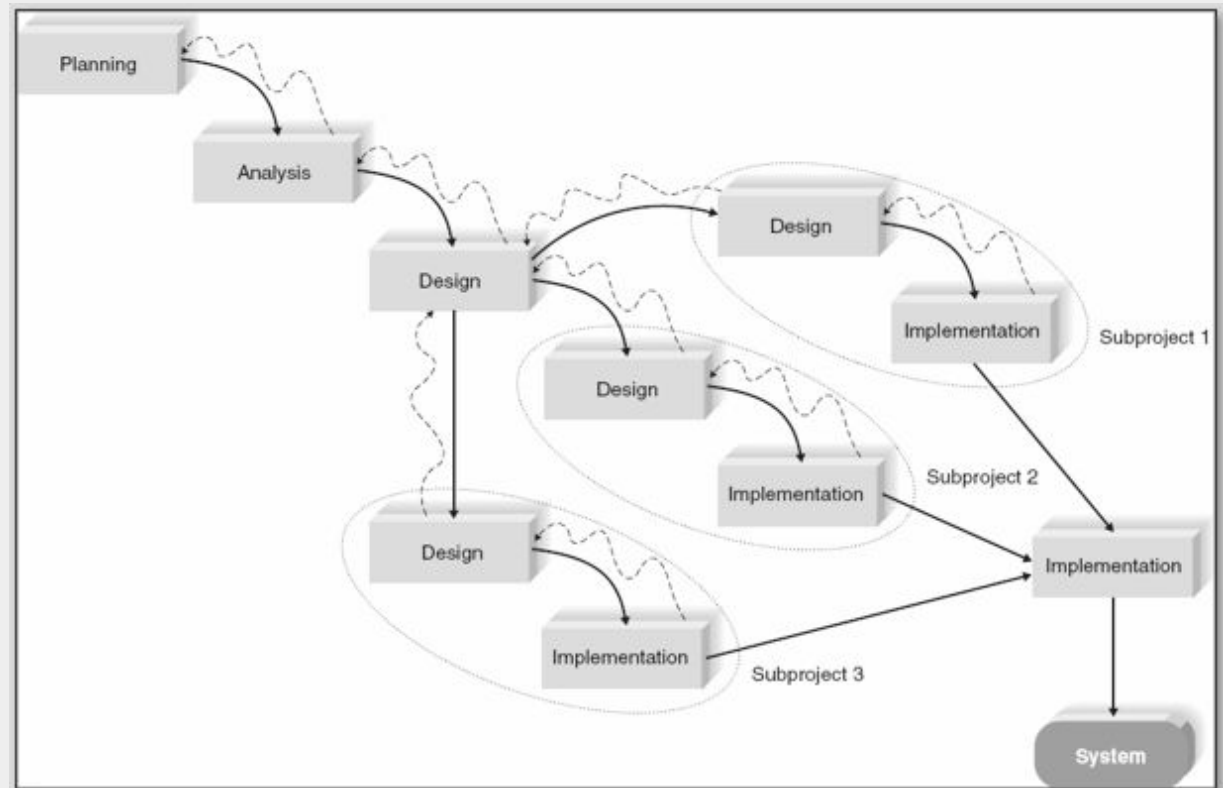 Planning
Analysis
Design
Design
Implementation
Subproject 1
Design
Implementation
Subproject 2
Design
Implementation
Subproject 3
Implementation
System